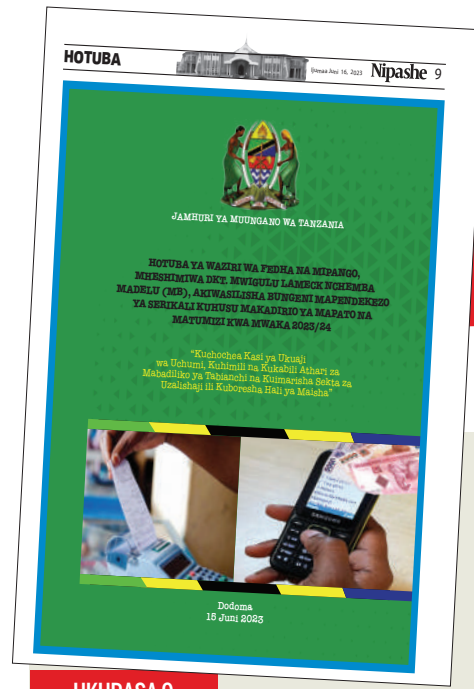 HOTUBA
Ijumaa Juni 16, 2023 Nipashe 9
JAMHURI YA MUUNGANO WA TANZANIA
HOTUBA YA WAZIRI WA FEDHA NA MIPANGO,
MHESHIMIWA DKT. MWIGULU LAMECK NCHEMBA
MADELU (MB), AKIWASILISHA BUNGENI MAPENDEKEZO
YA SERIKALI KUHUSU MAKADIRIO YA MAPATO NA
MATUMIZI KWA MWAKA 2023/24
"Kuchochea Kasi ya Ukuaji
wa Uchumi, Kuhimili na Kukabili Athari za
Mabadiliko ya Tabianchi na Kuimarisha Sekta za
Uzalishaji ili Kuboresha Hali ya Maisha"
SAMSUNG
Dodoma
15 Juni 2023